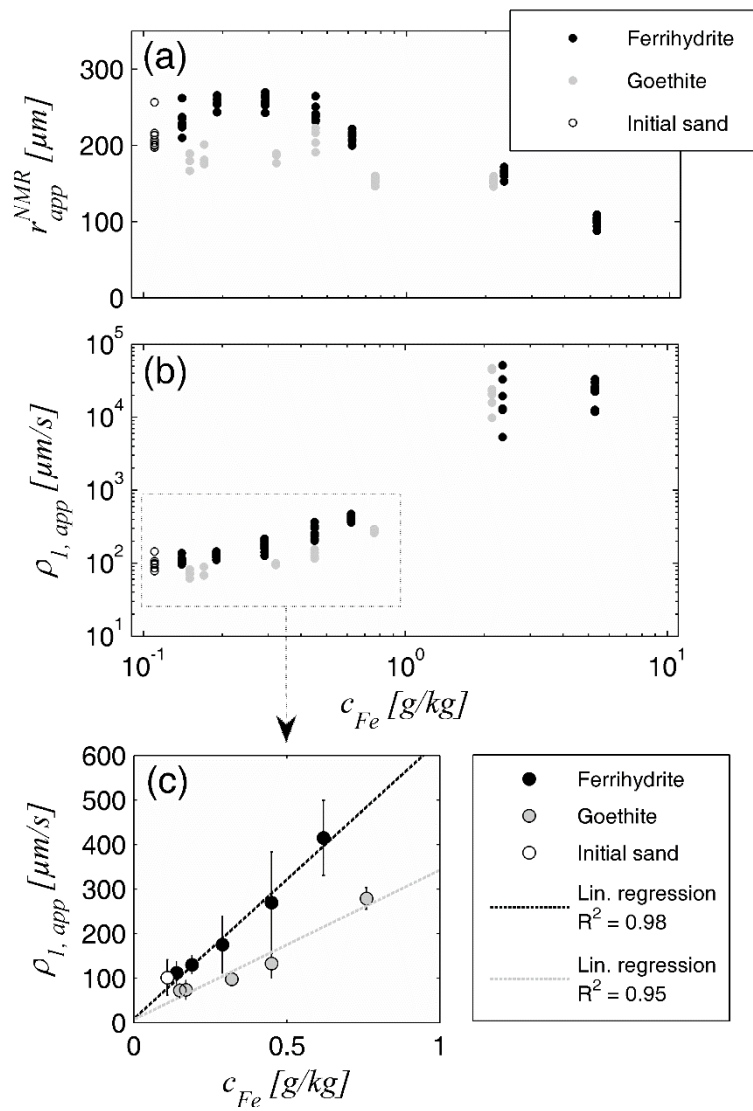 (a)
Ferrihydrite
Goethite
Initial sand
300
200
100
0
r_app^NMR [μm]
(b)
10^5
10^4
10^3
10^2
10^1
ρ_1, app [μm/s]
10^-1
10^0
10^1
c_Fe [g/kg]
(c)
600
500
400
300
200
100
0
ρ_1, app [μm/s]
0
0.5
1
c_Fe [g/kg]
Ferrihydrite
Goethite
Initial sand
Lin. regression
R^2 = 0.98
Lin. regression
R^2 = 0.95